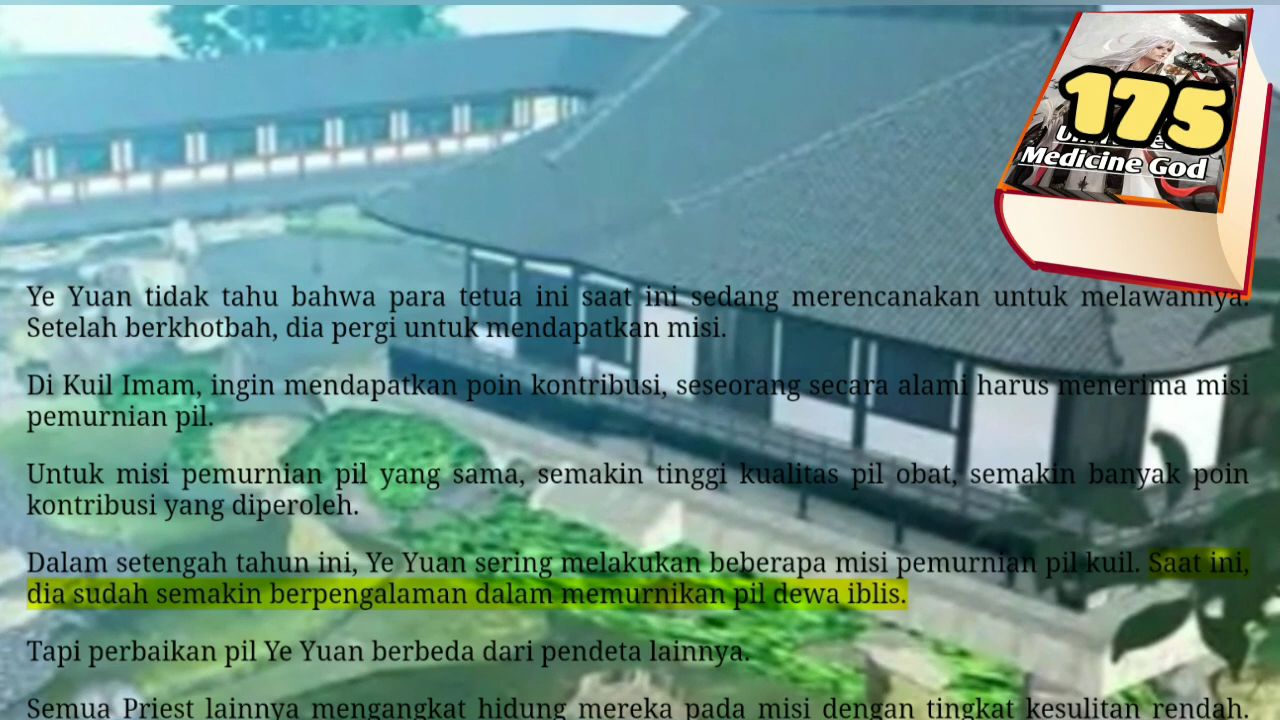 175
Medicine God
Ye Yuan tidak tahu bahwa para tetua ini saat ini sedang merencanakan untuk melawannya.
Setelah berkhotbah, dia pergi untuk mendapatkan misi.
Di Kuil Imam, ingin mendapatkan poin kontribusi, seseorang secara alami harus menerima misi
pemurnian pil.
Untuk misi pemurnian pil yang sama, semakin tinggi kualitas pil obat, semakin banyak poin
kontribusi yang diperoleh.
Dalam setengah tahun ini, Ye Yuan sering melakukan beberapa misi pemurnian pil kuil. Saat ini,
dia sudah semakin berpengalaman dalam memurnikan pil dewa iblis.
Tapi perbaikan pil Ye Yuan berbeda dari pendeta lainnya.
Semua Priest lainnya mengangkat hidung mereka pada misi dengan tingkat kesulitan rendah.